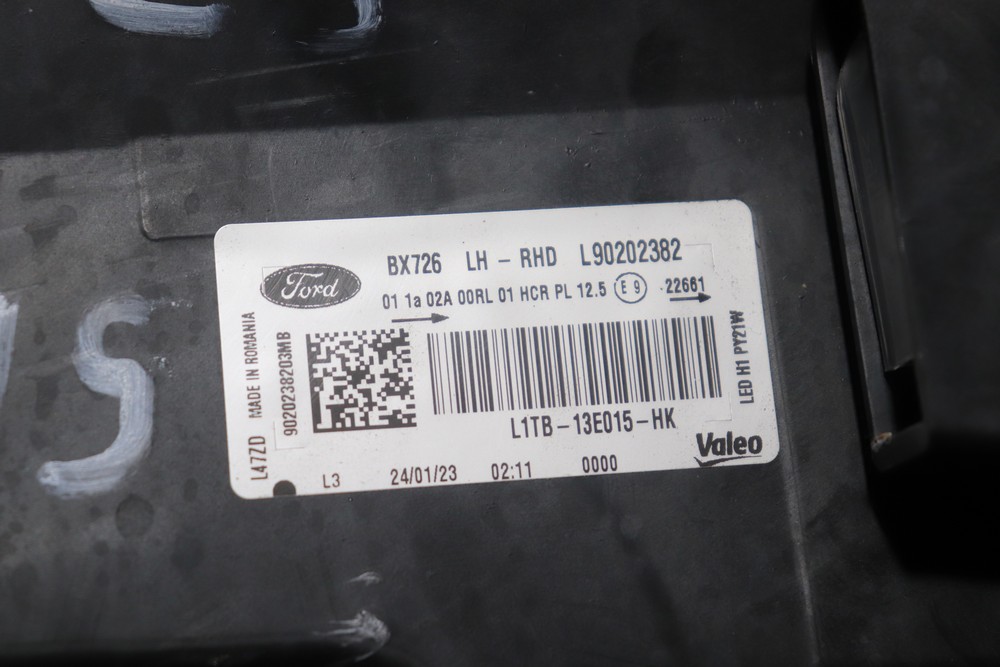 BX726 LH - RHD L90202382
Ford
01 1a 02A 00RL 01 HCR PL 12.5 E 9 22661
L47ZD MADE IN ROMANIA
9020238203MB
LED H1 PY21W
L1TB-13E015-HK
Valeo
L3 24/01/23 02:11 0000